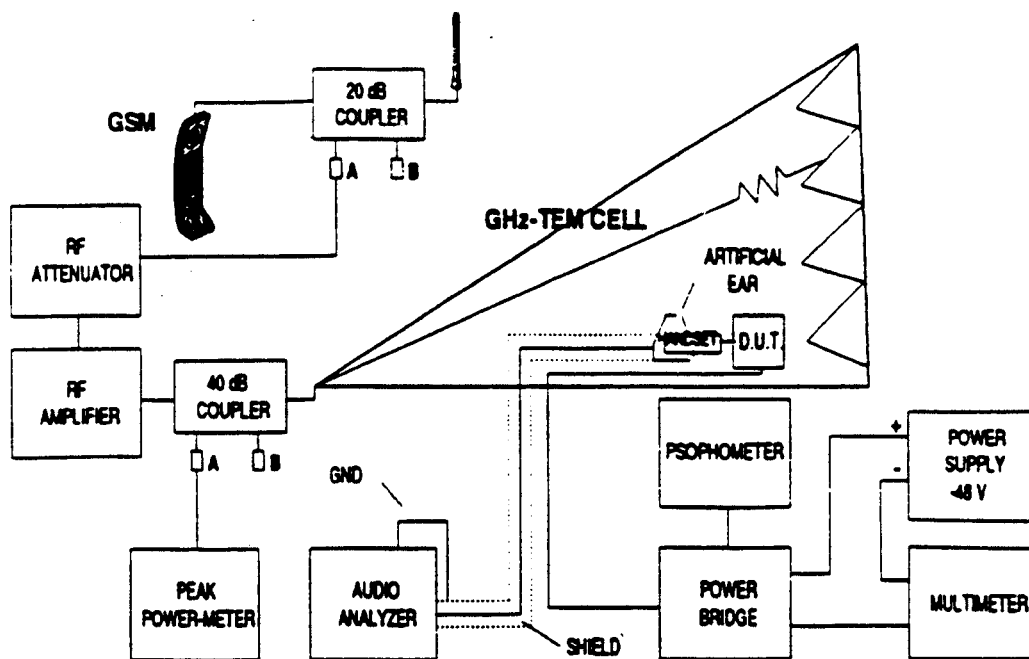 20 dB
COUPLER
GSM
A
B
RF
ATTENUATOR
GHz-TEM CELL
ARTIFICIAL
EAR
HANDSET
D.U.T.
RF
AMPLIFIER
40 dB
COUPLER
A
B
GND
PSOPHOMETER
+
POWER
SUPPLY
-48 V
-
PEAK
POWER-METER
AUDIO
ANALYZER
SHIELD
POWER
BRIDGE
MULTIMETER